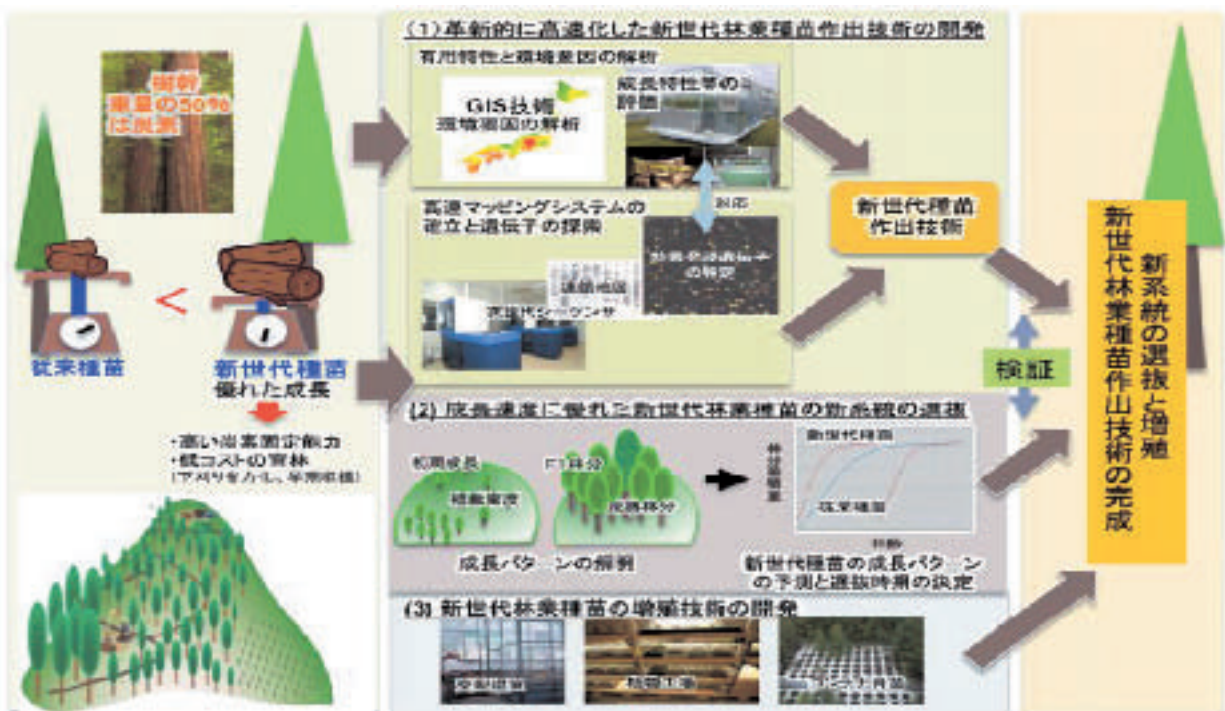 樹幹
重量の50%
は炭素
従来種苗
<
新世代種苗
優れた成長
・高い炭素固定能力
・低コストの育林
(1)革新的に高速化した新世代林業種苗作出技術の開発
有用特性と環境要因の解析
GIS技術
環境要因の解析
成長特性等の
評価
高速マッピングシステムの
確立と遺伝子の探索
対応
連鎖地図
次世代シークンサ
の特定
新世代種苗
作出技術
(2)成長速度に優れた新世代林業種苗の新系統の選抜
初期成長
植栽密度
成熟林分
成長パターンの解明
新世代種苗
従来種苗
新世代種苗の成長パターン
の予測と選抜時期の決定
(3)新世代林業種苗の増殖技術の開発
検証
新系統の選抜と増殖
新世代林業種苗作出技術の完成